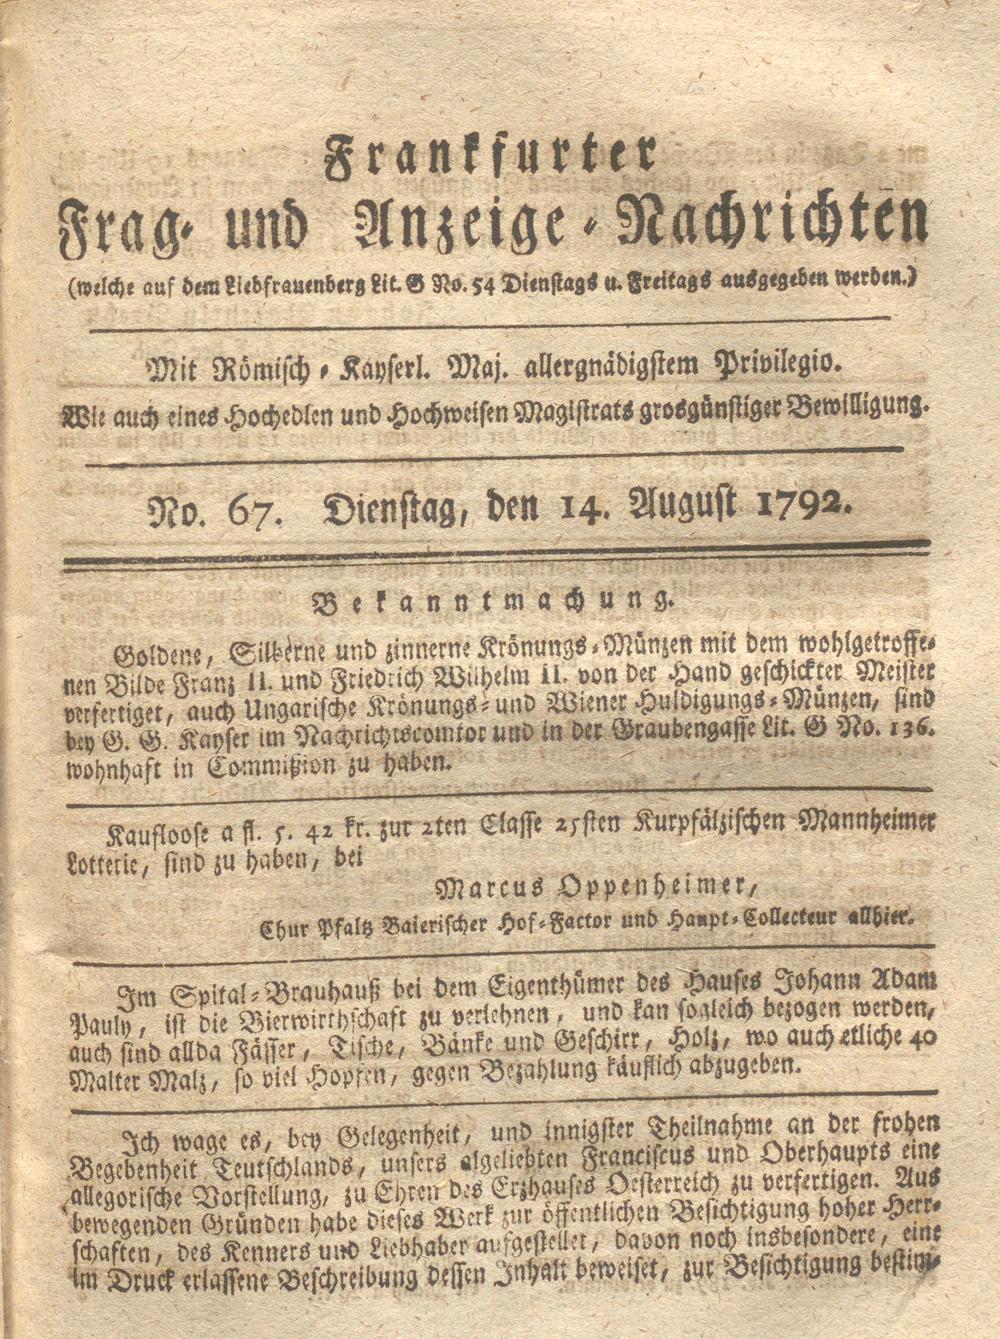 Frankfurter
Frag- und Anzeige-Nachrichten
(welche auf dem Liebfrauenberg Lit. G No. 54 Dienstags u. Freitags ausgegeben werden.)
Mit Römisch-Kayserl. Maj. allergnädigstem Privilegio.
Wie auch eines Hochedlen und Hochweisen Magistrats grosgünstiger Bewilligung.
No. 67. Dienstag, den 14. August 1792.
Bekanntmachung.
Goldene, Silberne und zinnerne Krönungs-Münzen mit dem wohlgetroffe-
nen Bilde Franz II. und Friedrich Wilhelm II. von der Hand geschickter Meister
verfertiget, auch Ungarische Krönungs- und Wiener Huldigungs-Münzen, sind
bey G. G. Kayser im Nachrichtscomtor und in der Graubengasse Lit. G No. 136.
wohnhaft in Commißion zu haben.
Kaufloose a fl. 5. 42 kr. zur 2ten Classe 25sten Kurpfälzischen Mannheimer
Lotterie, sind zu haben, bei
Marcus Oppenheimer,
Chur Pfaltz Baierischer Hof-Factor und Haupt-Collecteur allhier.
Im Spital-Brauhauß bei dem Eigenthümer des Hauses Johann Adam
Pauly, ist die Bierwirthschaft zu verlehnen, und kan sogleich bezogen werden,
auch sind allda Fässer, Tische, Bänke und Geschirr, Holz, wo auch etliche 40
Malter Malz, so viel Hopfen, gegen Bezahlung käuflich abzugeben.
Ich wage es, bey Gelegenheit, und innigster Theilnahme an der frohen
Begebenheit Teutschlands, unsers algeliebten Franciscus und Oberhaupts eine
allegorische Vorstellung, zu Ehren des Erzhauses Oesterreich zu verfertigen. Aus
bewegenden Gründen habe dieses Werk zur öffentlichen Besichtigung hoher Herr-
schaften, des Kenners und Liebhaber aufgestellet, davon noch insbesondere, eine
im Druck erlassene Beschreibung dessen Inhalt beweiset, zur Besichtigung bestim-